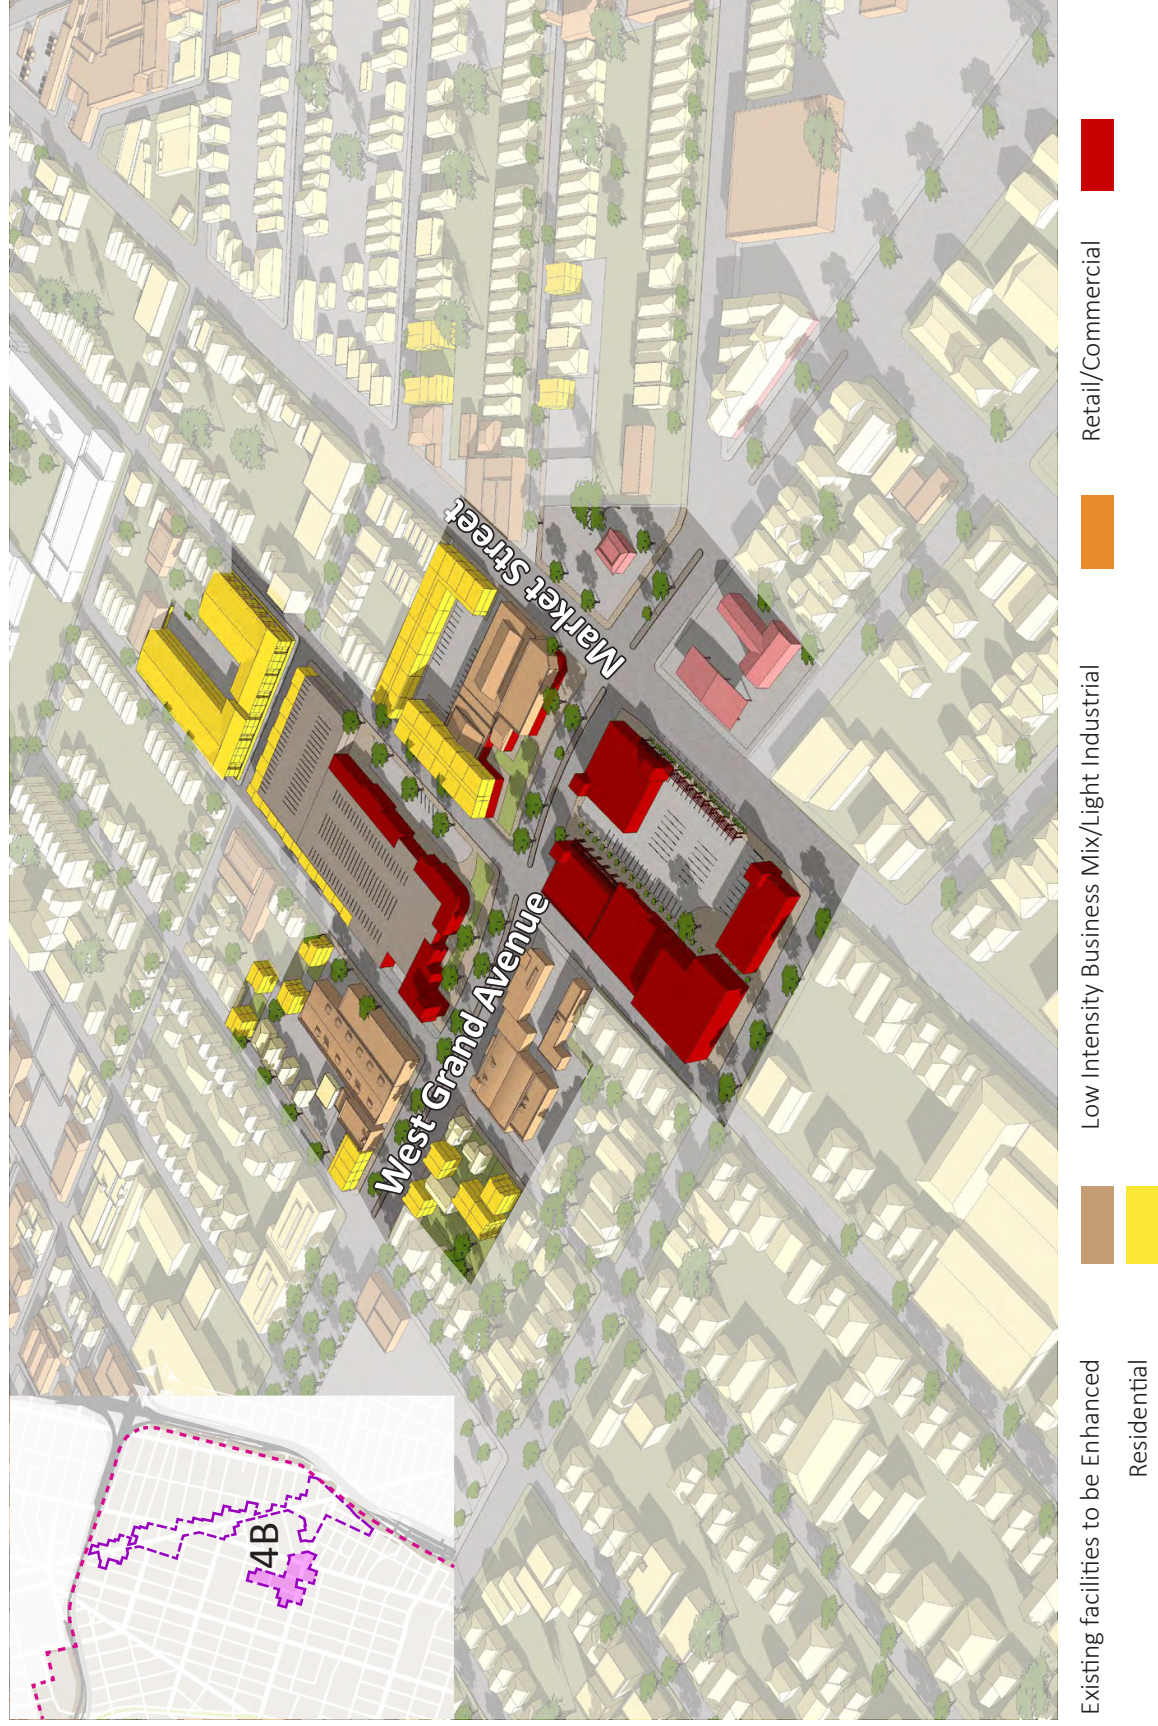 4B
West Grand Avenue
Market Street
Existing facilities to be Enhanced
Low Intensity Business Mix/Light Industrial
Retail/Commercial
Residential